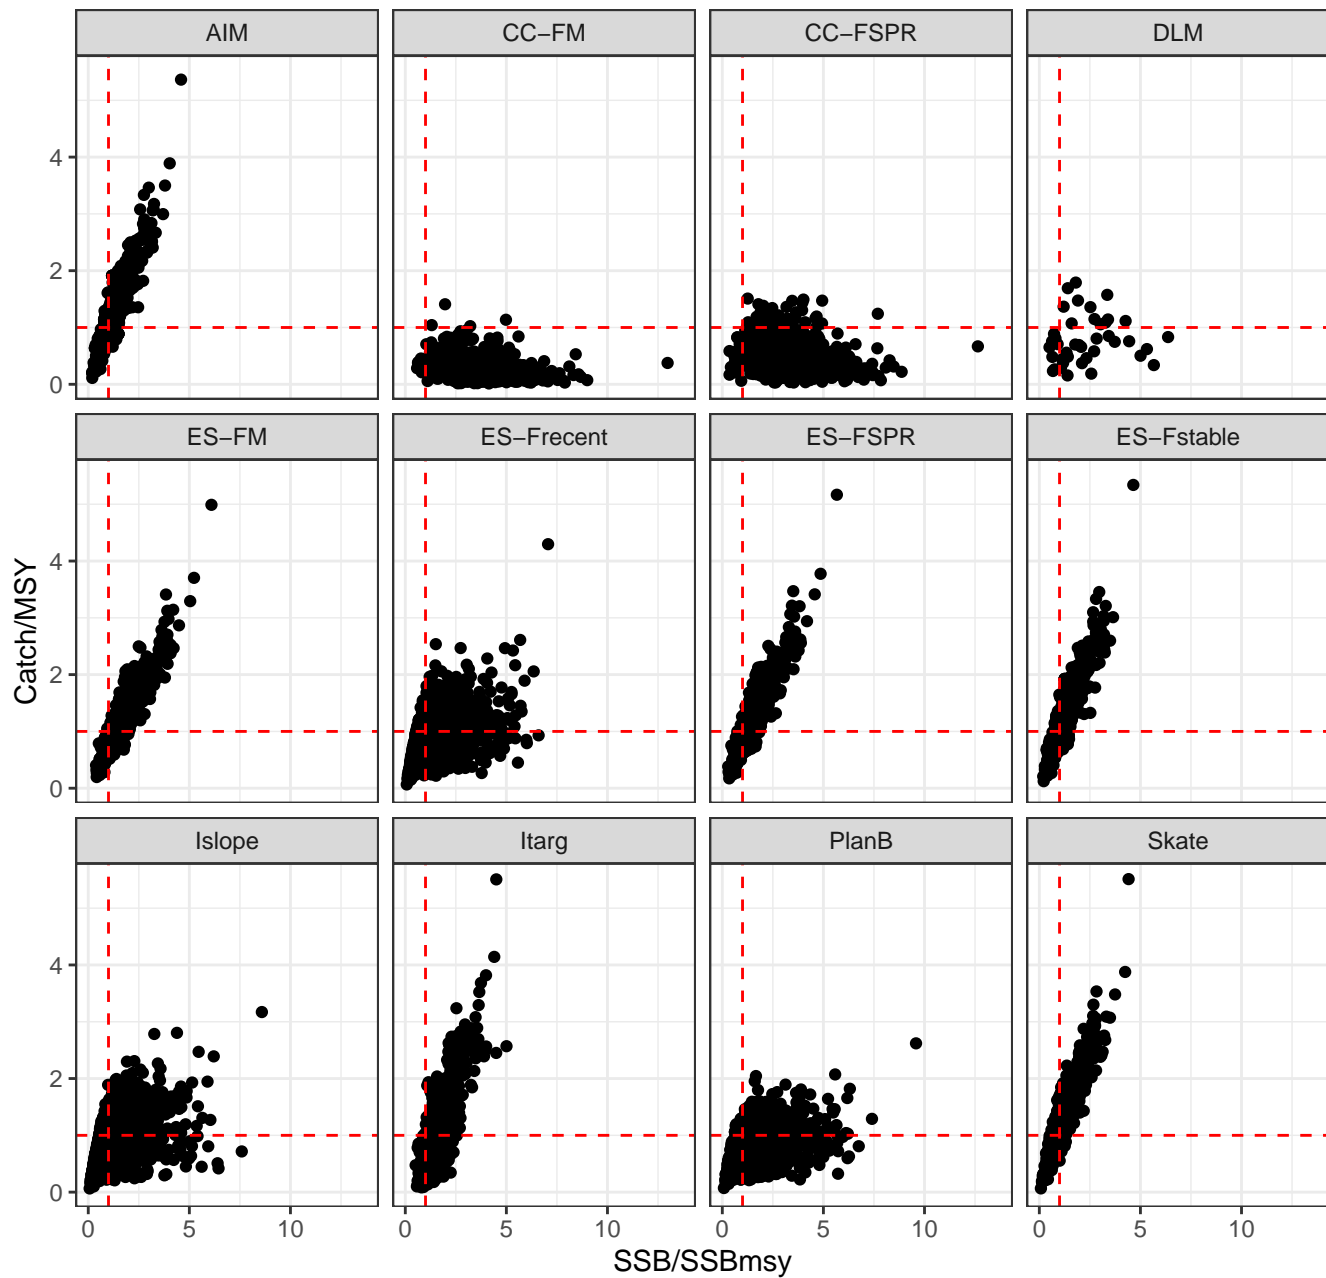 AIM CC−FM CC−FSPR DLM
4
2
0
ES−FM ES−Frecent ES−FSPR ES−Fstable
4
2
0
Islope Itarg PlanB Skate
4
2
0
0 5 10 0 5 10 0 5 10 0 5 10
SSB/SSBmsy
Catch/MSY